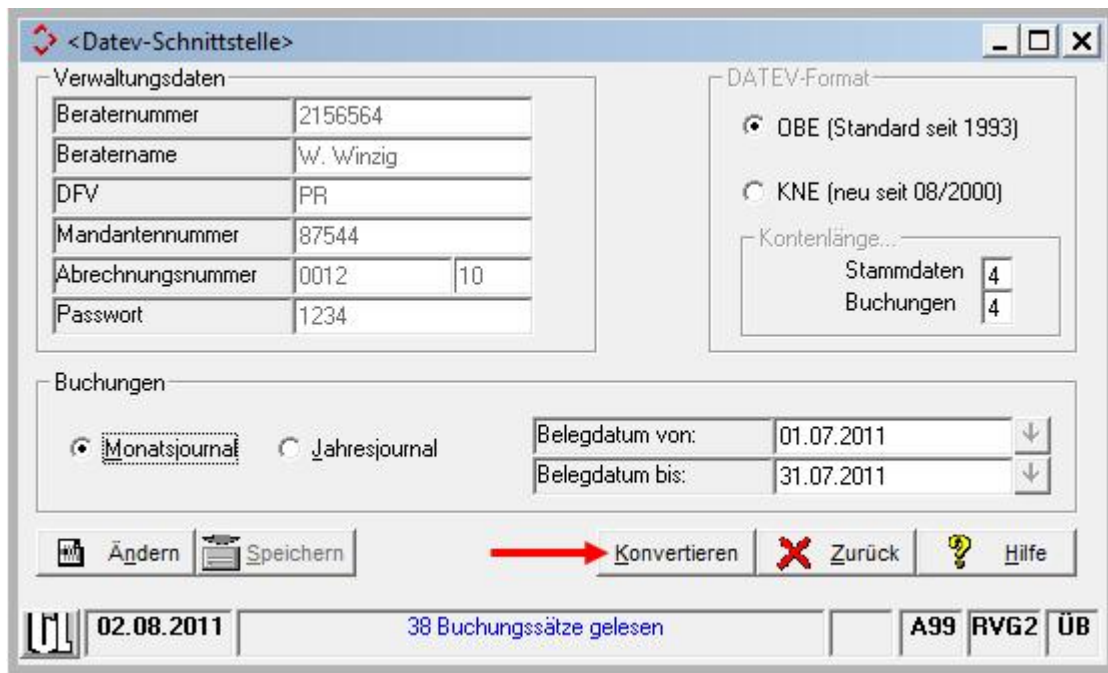 <Datev-Schnittstelle>
Verwaltungsdaten
Beraternummer 2156564
Beratername W. Winzig
DFV PR
Mandantennummer 87544
Abrechnungsnummer 0012 10
Passwort 1234
DATEV-Format
OBE (Standard seit 1993)
KNE (neu seit 08/2000)
Kontenlänge...
Stammdaten 4
Buchungen 4
Buchungen
Monatsjournal Jahresjournal
Belegdatum von: 01.07.2011
Belegdatum bis: 31.07.2011
Ändern Speichern Konvertieren Zurück Hilfe
02.08.2011 38 Buchungssätze gelesen A99 RVG2 ÜB